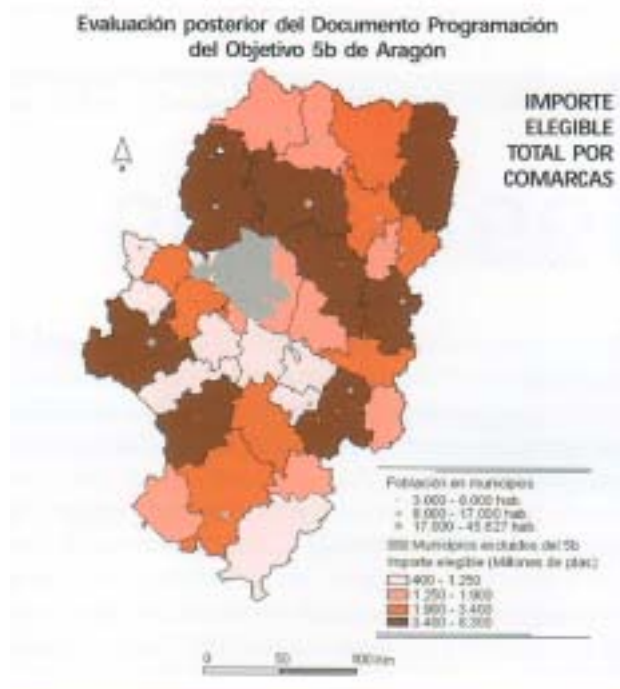 Evaluación posterior del Documento Programación
del Objetivo 5b de Aragón
IMPORTE
ELEGIBLE
TOTAL POR
COMARCAS
Población en municipios
3.000 - 8.000 hab.
8.000 - 17.000 hab.
17.000 - 45.627 hab.
Municipios excluidos del 5b
Importe elegible (Millones de ptas)
400 - 1.250
1.250 - 1.900
1.900 - 3.400
3.400 - 6.300
0 50 100 Km